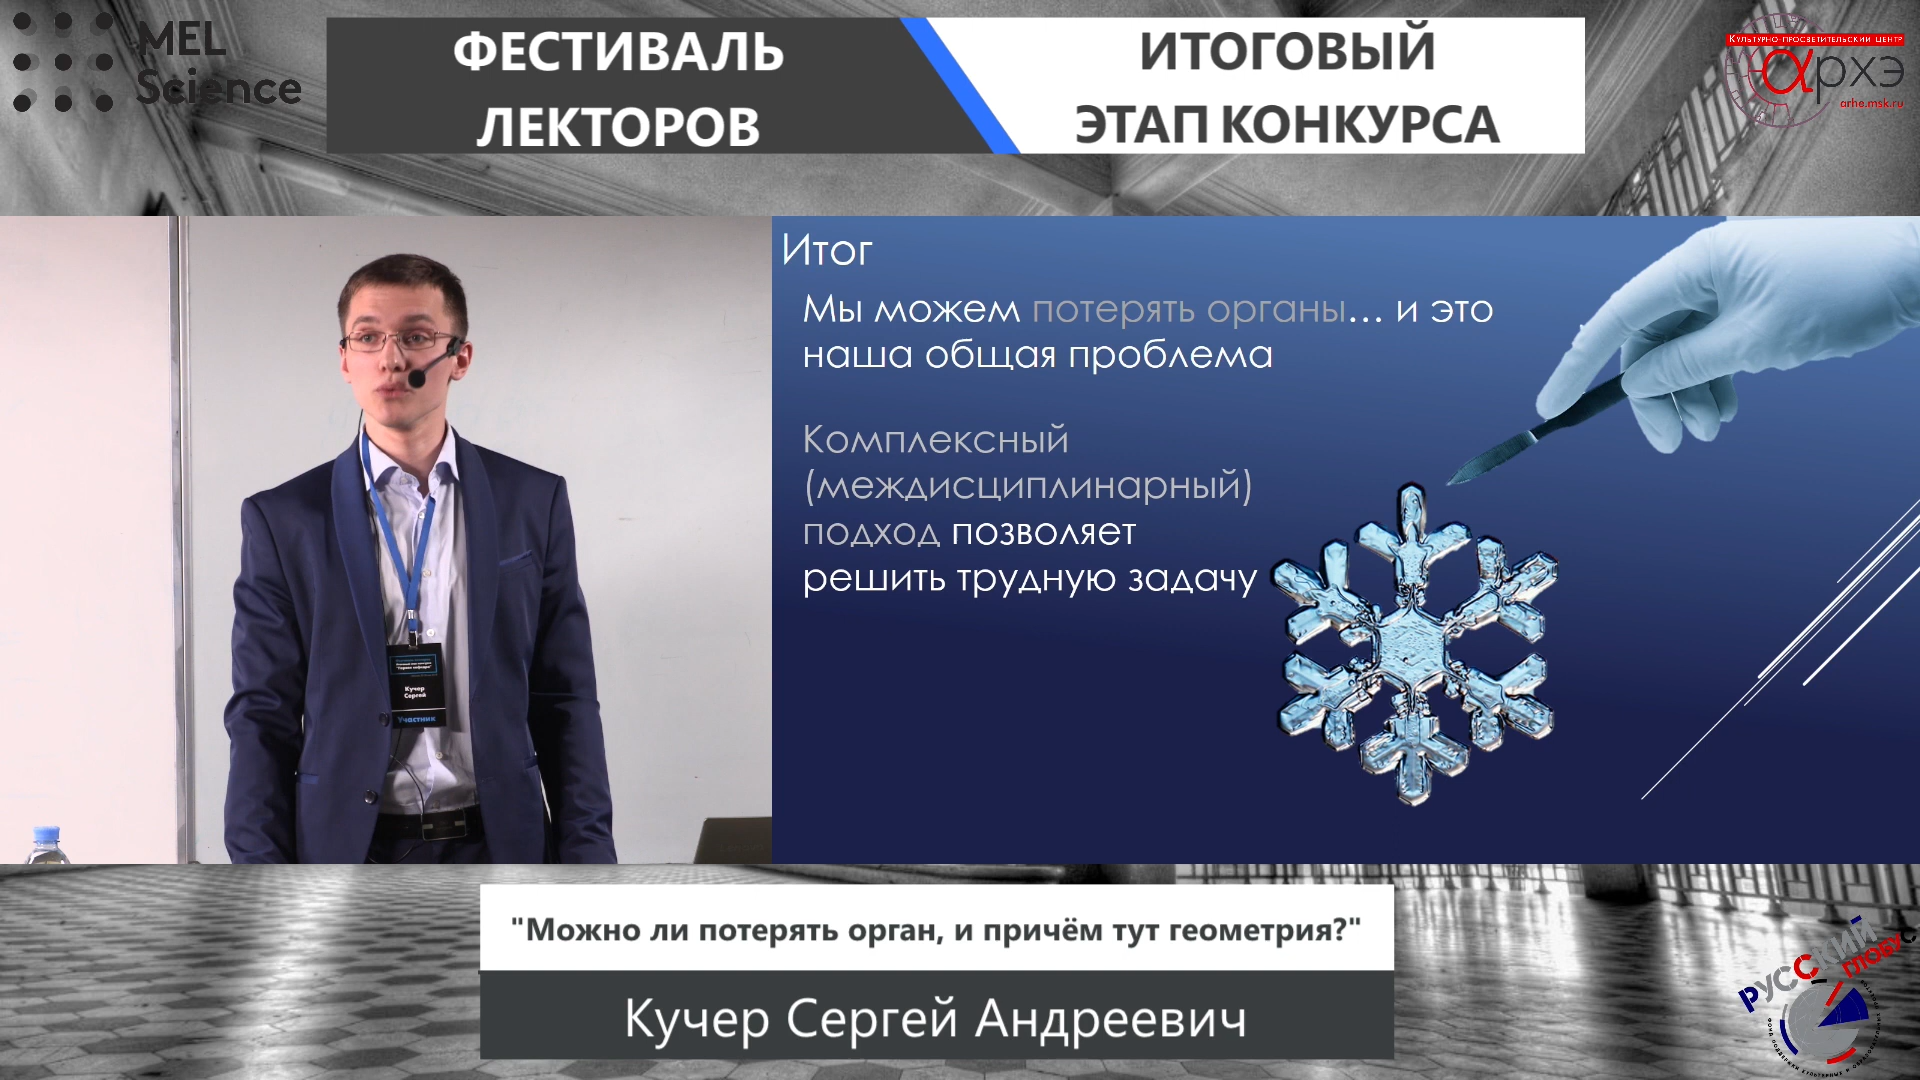 MEL
Science
ФЕСТИВАЛЬ
ЛЕКТОРОВ
ИТОГОВЫЙ
ЭТАП КОНКУРСА
КУЛЬТУРНО-ПРОСВЕТИТЕЛЬСКИЙ ЦЕНТР
αрхэ
arhe.msk.ru
Итог
Мы можем потерять органы... и это
наша общая проблема
Комплексный
(междисциплинарный)
подход позволяет
решить трудную задачу
Кучер
Сергей
Участник
"Можно ли потерять орган, и причём тут геометрия?"
Кучер Сергей Андреевич
РУССКИЙ
ГЛОБУС